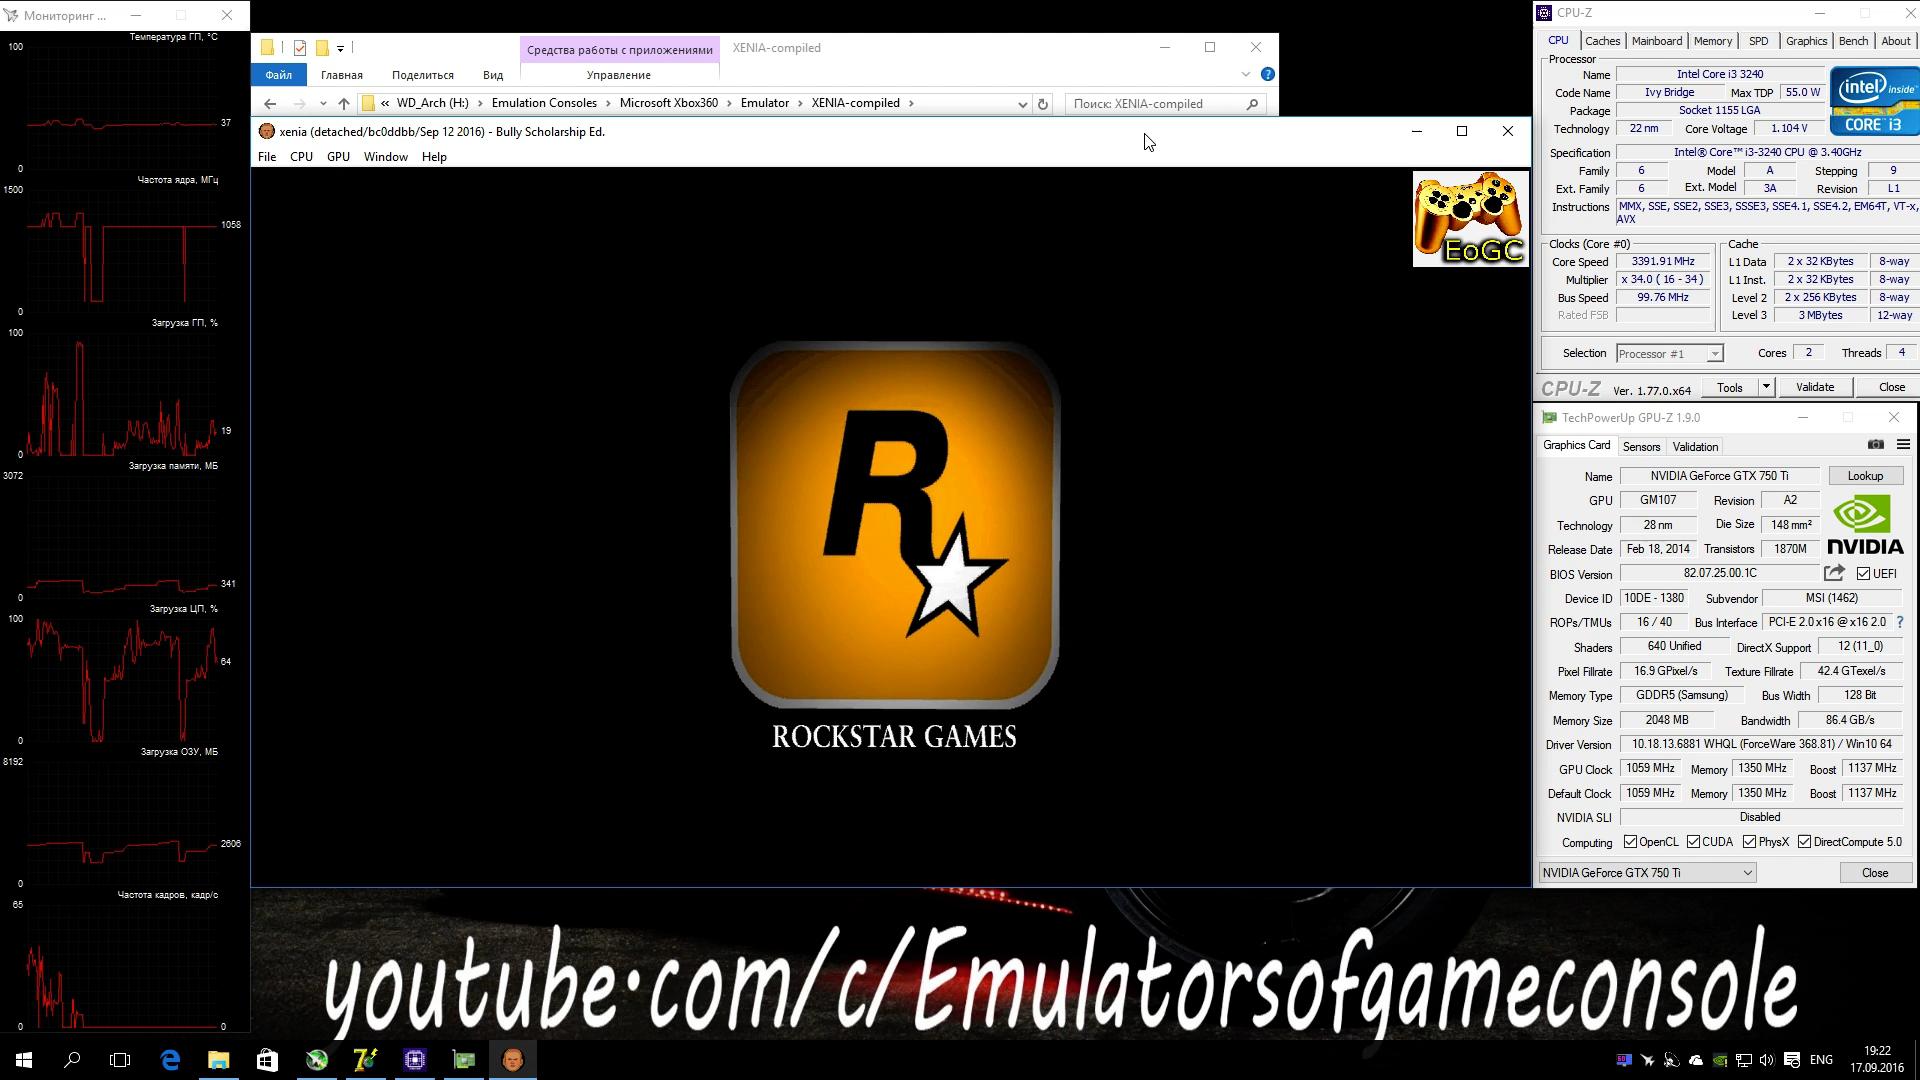 Мониторинг ...
Температура ГП, °C
100
37
0
Частота ядра, МГц
1500
1058
0
Загрузка ГП, %
100
19
0
Загрузка памяти, МБ
3072
341
0
Загрузка ЦП, %
100
64
0
Загрузка ОЗУ, МБ
8192
2606
0
Частота кадров, кадр/с
65
0
0
Средства работы с приложениями
XENIA-compiled
Файл
Главная
Поделиться
Вид
Управление
« WD_Arch (H:) > Emulation Consoles > Microsoft Xbox360 > Emulator > XENIA-compiled >
Поиск: XENIA-compiled
xenia (detached/bc0ddbb/Sep 12 2016) - Bully Scholarship Ed.
File CPU GPU Window Help
EoGC
R
ROCKSTAR GAMES
CPU-Z
CPU Caches Mainboard Memory SPD Graphics Bench About
Processor
Name Intel Core i3 3240
Code Name Ivy Bridge Max TDP 55.0 W
Package Socket 1155 LGA
Technology 22 nm Core Voltage 1.104 V
intel inside™
CORE i3
Specification Intel® Core™ i3-3240 CPU @ 3.40GHz
Family 6 Model A Stepping 9
Ext. Family 6 Ext. Model 3A Revision L1
Instructions MMX, SSE, SSE2, SSE3, SSSE3, SSE4.1, SSE4.2, EM64T, VT-x,
AVX
Clocks (Core #0)
Core Speed 3391.91 MHz
Multiplier x 34.0 ( 16 - 34 )
Bus Speed 99.76 MHz
Rated FSB
Cache
L1 Data 2 x 32 KBytes 8-way
L1 Inst. 2 x 32 KBytes 8-way
Level 2 2 x 256 KBytes 8-way
Level 3 3 MBytes 12-way
Selection Processor #1 Cores 2 Threads 4
CPU-Z Ver. 1.77.0.x64 Tools Validate Close
TechPowerUp GPU-Z 1.9.0
Graphics Card Sensors Validation
Name NVIDIA GeForce GTX 750 Ti Lookup
GPU GM107 Revision A2
Technology 28 nm Die Size 148 mm²
Release Date Feb 18, 2014 Transistors 1870M
NVIDIA
BIOS Version 82.07.25.00.1C UEFI
Device ID 10DE - 1380 Subvendor MSI (1462)
ROPs/TMUs 16 / 40 Bus Interface PCI-E 2.0 x16 @ x16 2.0 ?
Shaders 640 Unified DirectX Support 12 (11_0)
Pixel Fillrate 16.9 GPixel/s Texture Fillrate 42.4 GTexel/s
Memory Type GDDR5 (Samsung) Bus Width 128 Bit
Memory Size 2048 MB Bandwidth 86.4 GB/s
Driver Version 10.18.13.6881 WHQL (ForceWare 368.81) / Win10 64
GPU Clock 1059 MHz Memory 1350 MHz Boost 1137 MHz
Default Clock 1059 MHz Memory 1350 MHz Boost 1137 MHz
NVIDIA SLI Disabled
Computing OpenCL CUDA PhysX DirectCompute 5.0
NVIDIA GeForce GTX 750 Ti Close
youtube.com/c/Emulatorsofgameconsole
ENG
19:22
17.09.2016